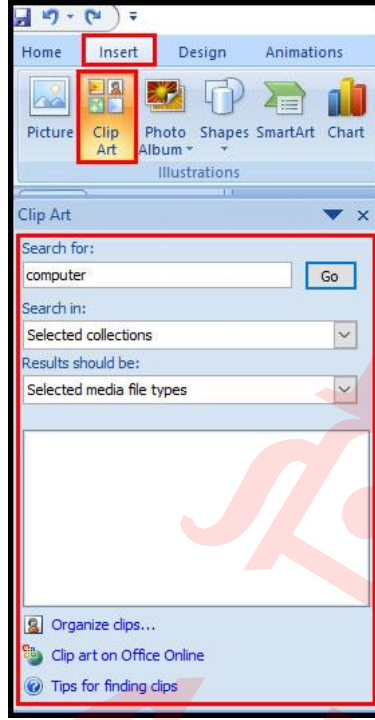 Home Insert Design Animations
Picture Clip Art Photo Album Shapes SmartArt Chart
Illustrations
Clip Art
Search for:
computer Go
Search in:
Selected collections
Results should be:
Selected media file types
Organize clips...
Clip art on Office Online
Tips for finding clips